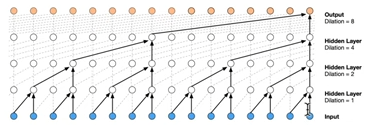 Output
Dilation = 8
Hidden Layer
Dilation = 4
Hidden Layer
Dilation = 2
Hidden Layer
Dilation = 1
Input